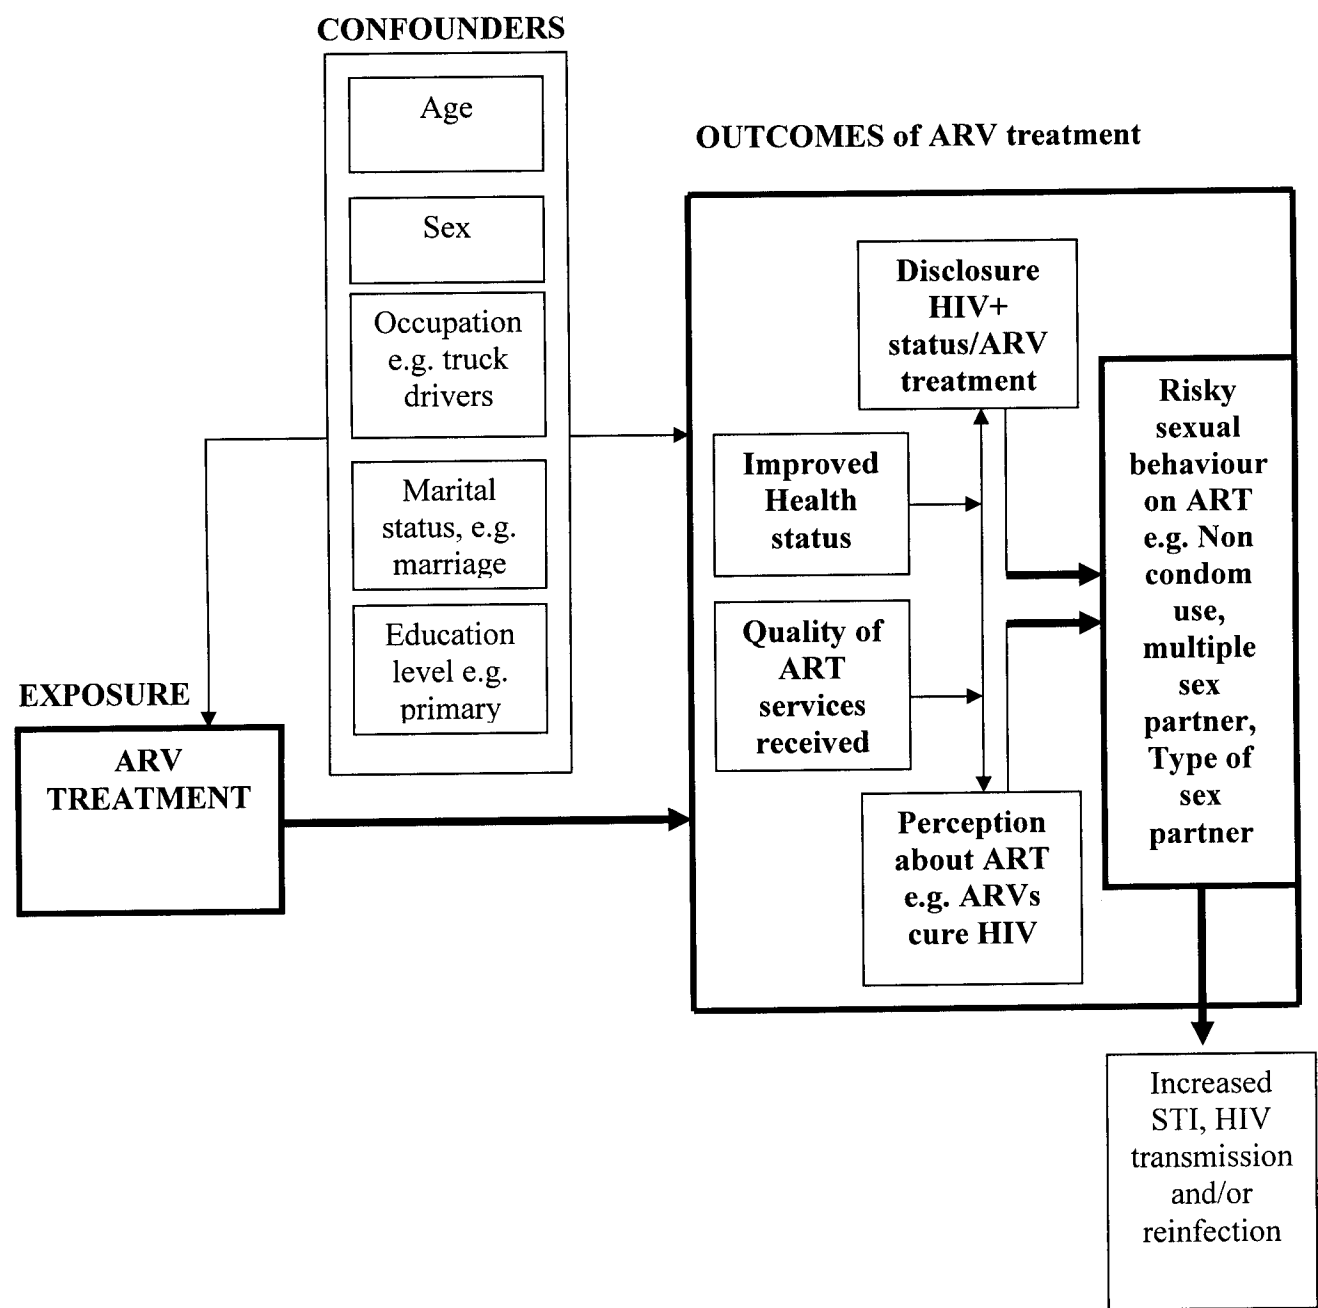 CONFOUNDERS
Age
Sex
Occupation
e.g. truck
drivers
Marital
status, e.g.
marriage
Education
level e.g.
primary
EXPOSURE
ARV
TREATMENT
OUTCOMES of ARV treatment
Disclosure
HIV+
status/ARV
treatment
Improved
Health
status
Quality of
ART
services
received
Perception
about ART
e.g. ARVs
cure HIV
Risky
sexual
behaviour
on ART
e.g. Non
condom
use,
multiple
sex
partner,
Type of
sex
partner
Increased
STI, HIV
transmission
and/or
reinfection